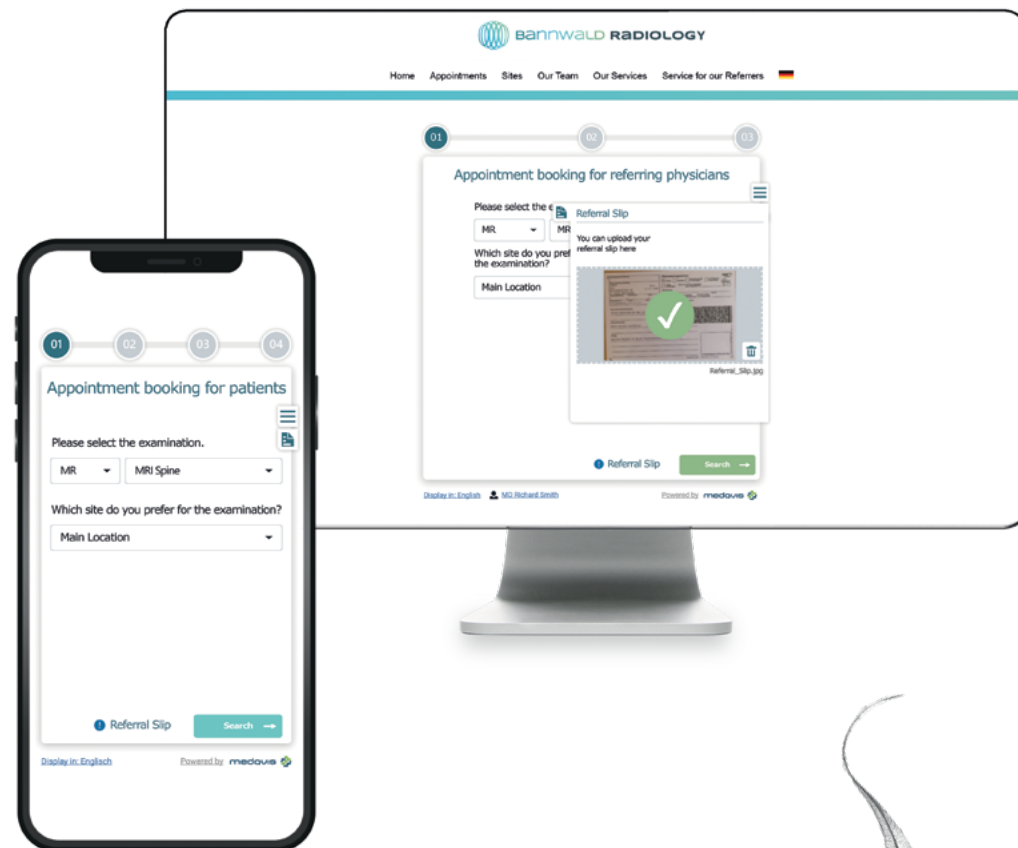 BANNWALD RADIOLOGY
Home Appointments Sites Our Team Our Services Service for our Referrers
01 02 03
Appointment booking for referring physicians
Please select the e
MR MR
Which site do you pref
the examination?
Main Location
Referral Slip
You can upload your
referral slip here
Referral_Slip.jpg
Referral Slip Search
Display in: English MD Richard Smith Powered by medavis
01 02 03 04
Appointment booking for patients
Please select the examination.
MR MRI Spine
Which site do you prefer for the examination?
Main Location
Referral Slip Search
Display in: Englisch Powered by medavis